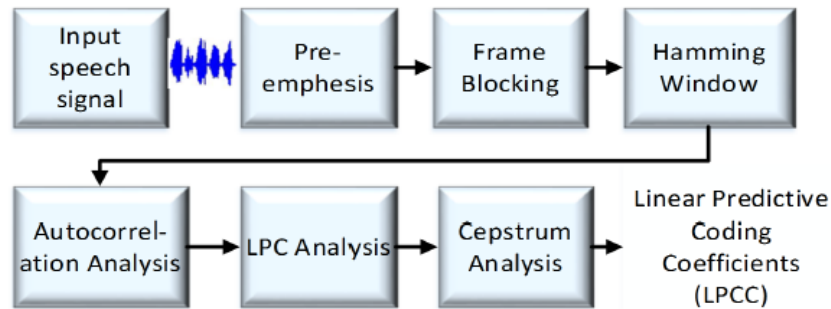 Input
speech
signal
Pre-
emphesis
Frame
Blocking
Hamming
Window
Autocorrel-
ation Analysis
LPC Analysis
Cepstrum
Analysis
Linear Predictive
Coding
Coefficients
(LPCC)